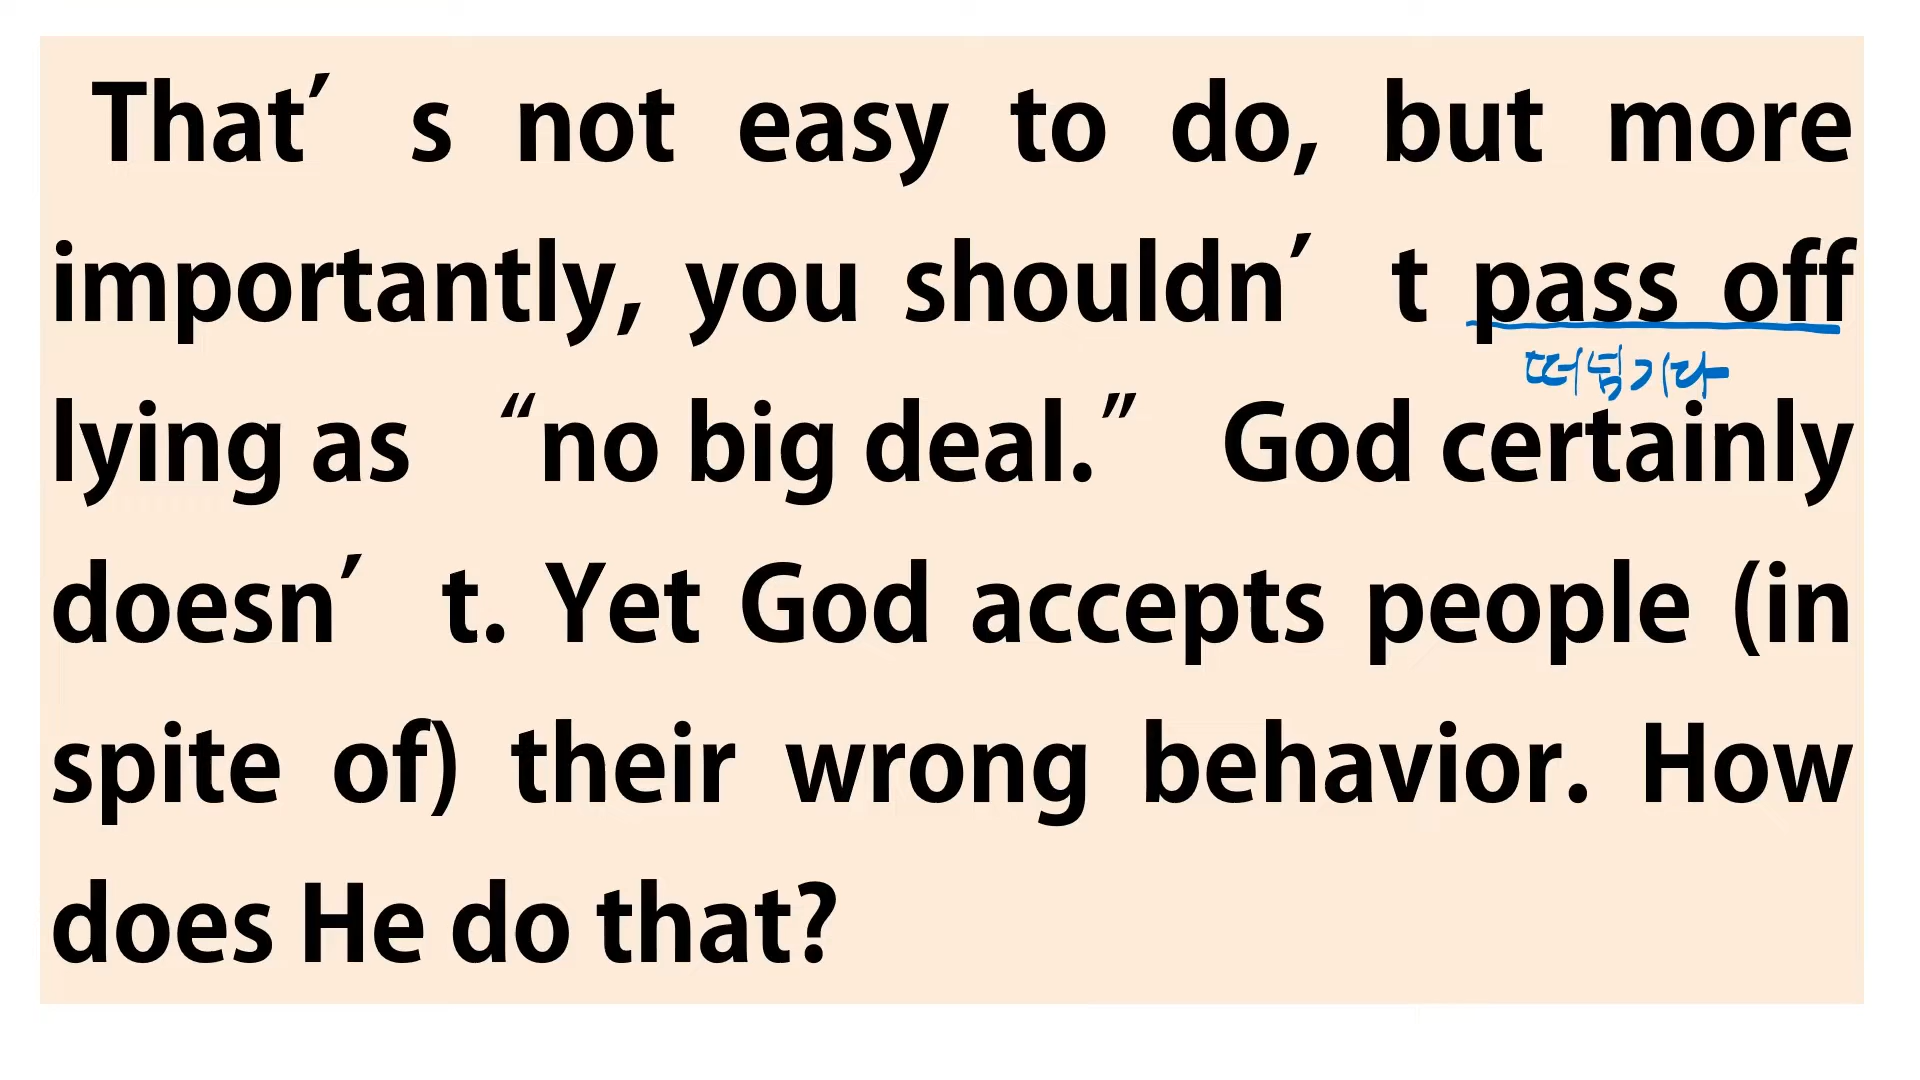 That’ s not easy to do, but more
importantly, you shouldn’ t pass off
떠넘기다
lying as “no big deal.” God certainly
doesn’ t. Yet God accepts people (in
spite of) their wrong behavior. How
does He do that?